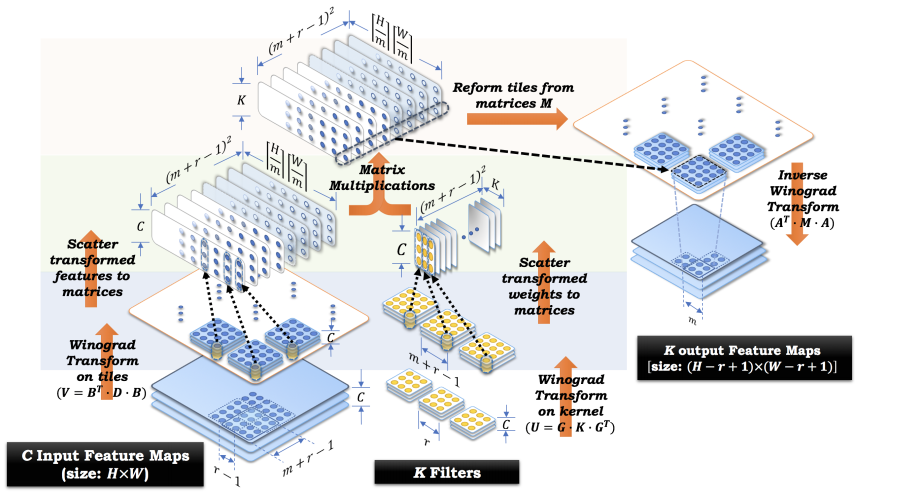 (m + r − 1)²
⌈H/m⌉⌈W/m⌉
K
Reform tiles from
matrices M
(m + r − 1)²
⌈H/m⌉⌈W/m⌉
C
Matrix
Multiplications
(m + r − 1)²
K
C
Inverse
Winograd
Transform
(Aᵀ · M · A)
Scatter
transformed
features to
matrices
Scatter
transformed
weights to
matrices
m
C
m + r − 1
Winograd
Transform
on tiles
(V = Bᵀ · D · B)
C
K output Feature Maps
[size: (H − r + 1)×(W − r + 1)]
Winograd
Transform
on kernel
(U = G · K · Gᵀ)
C
r
C Input Feature Maps
(size: H×W)
r − 1
m + r − 1
K Filters